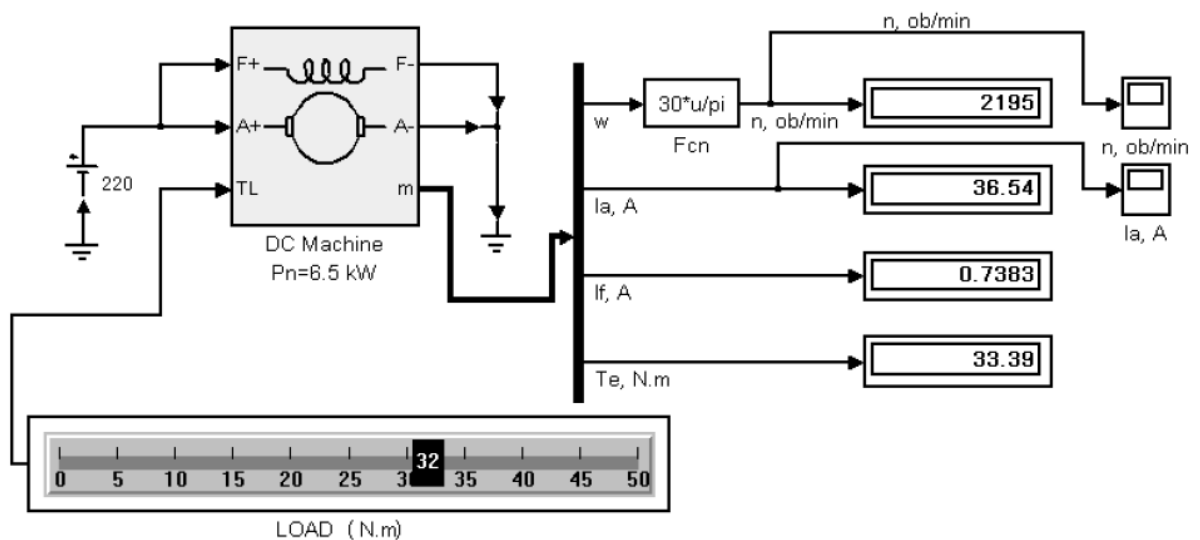 n, ob/min
F+ F-
A+ A-
TL m
220
DC Machine
Pn=6.5 kW
w
30*u/pi
Fcn
n, ob/min
2195
n, ob/min
Ia, A
36.54
Ia, A
If, A
0.7383
Te, N.m
33.39
32
0 5 10 15 20 25 30 35 40 45 50
LOAD ( N.m)